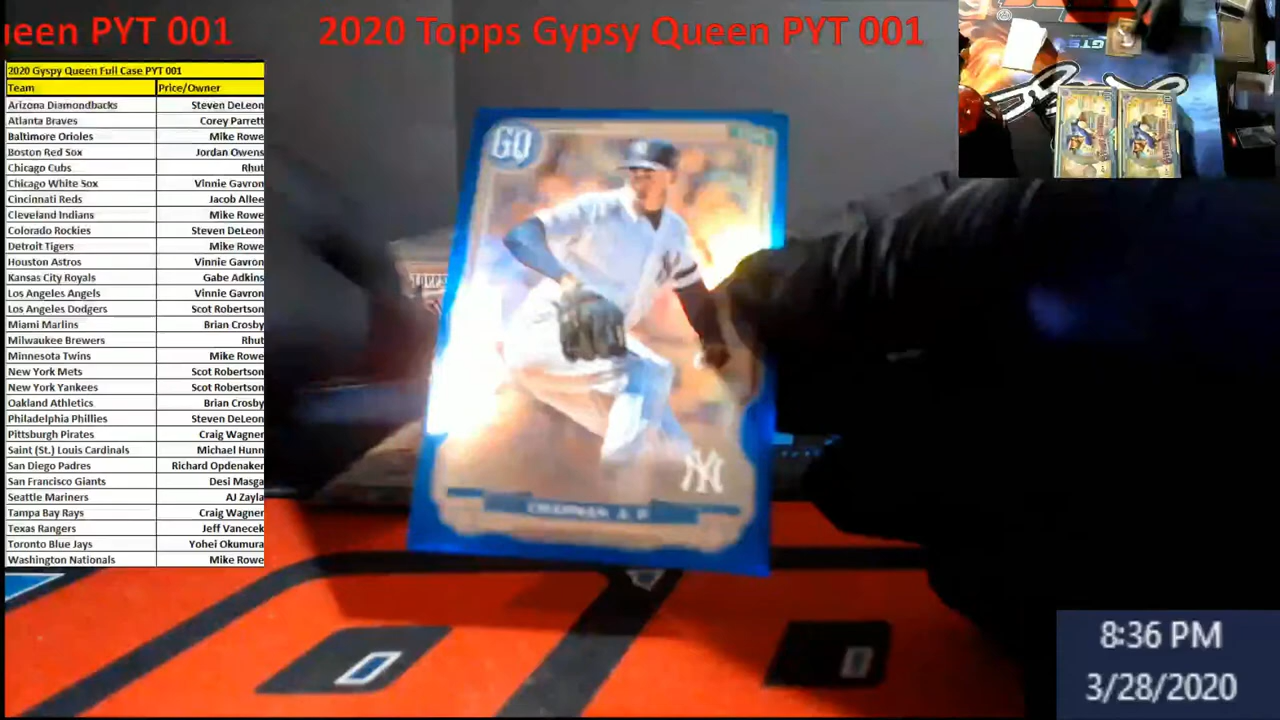 ueen PYT 001
2020 Topps Gypsy Queen PYT 001
2020 Gyspy Queen Full Case PYT 001
Team Price/Owner
Arizona Diamondbacks Steven DeLeon
Atlanta Braves Corey Parrett
Baltimore Orioles Mike Rowe
Boston Red Sox Jordan Owens
Chicago Cubs Rhut
Chicago White Sox Vinnie Gavron
Cincinnati Reds Jacob Allee
Cleveland Indians Mike Rowe
Colorado Rockies Steven DeLeon
Detroit Tigers Mike Rowe
Houston Astros Vinnie Gavron
Kansas City Royals Gabe Adkins
Los Angeles Angels Vinnie Gavron
Los Angeles Dodgers Scot Robertson
Miami Marlins Brian Crosby
Milwaukee Brewers Rhut
Minnesota Twins Mike Rowe
New York Mets Scot Robertson
New York Yankees Scot Robertson
Oakland Athletics Brian Crosby
Philadelphia Phillies Steven DeLeon
Pittsburgh Pirates Craig Wagner
Saint (St.) Louis Cardinals Michael Hunn
San Diego Padres Richard Opdenaker
San Francisco Giants Desi Masga
Seattle Mariners AJ Zayla
Tampa Bay Rays Craig Wagner
Texas Rangers Jeff Vanecek
Toronto Blue Jays Yohei Okumura
Washington Nationals Mike Rowe
GQ
NY
NY
CHAPMAN
TOPPS
GTS
8:36 PM
3/28/2020